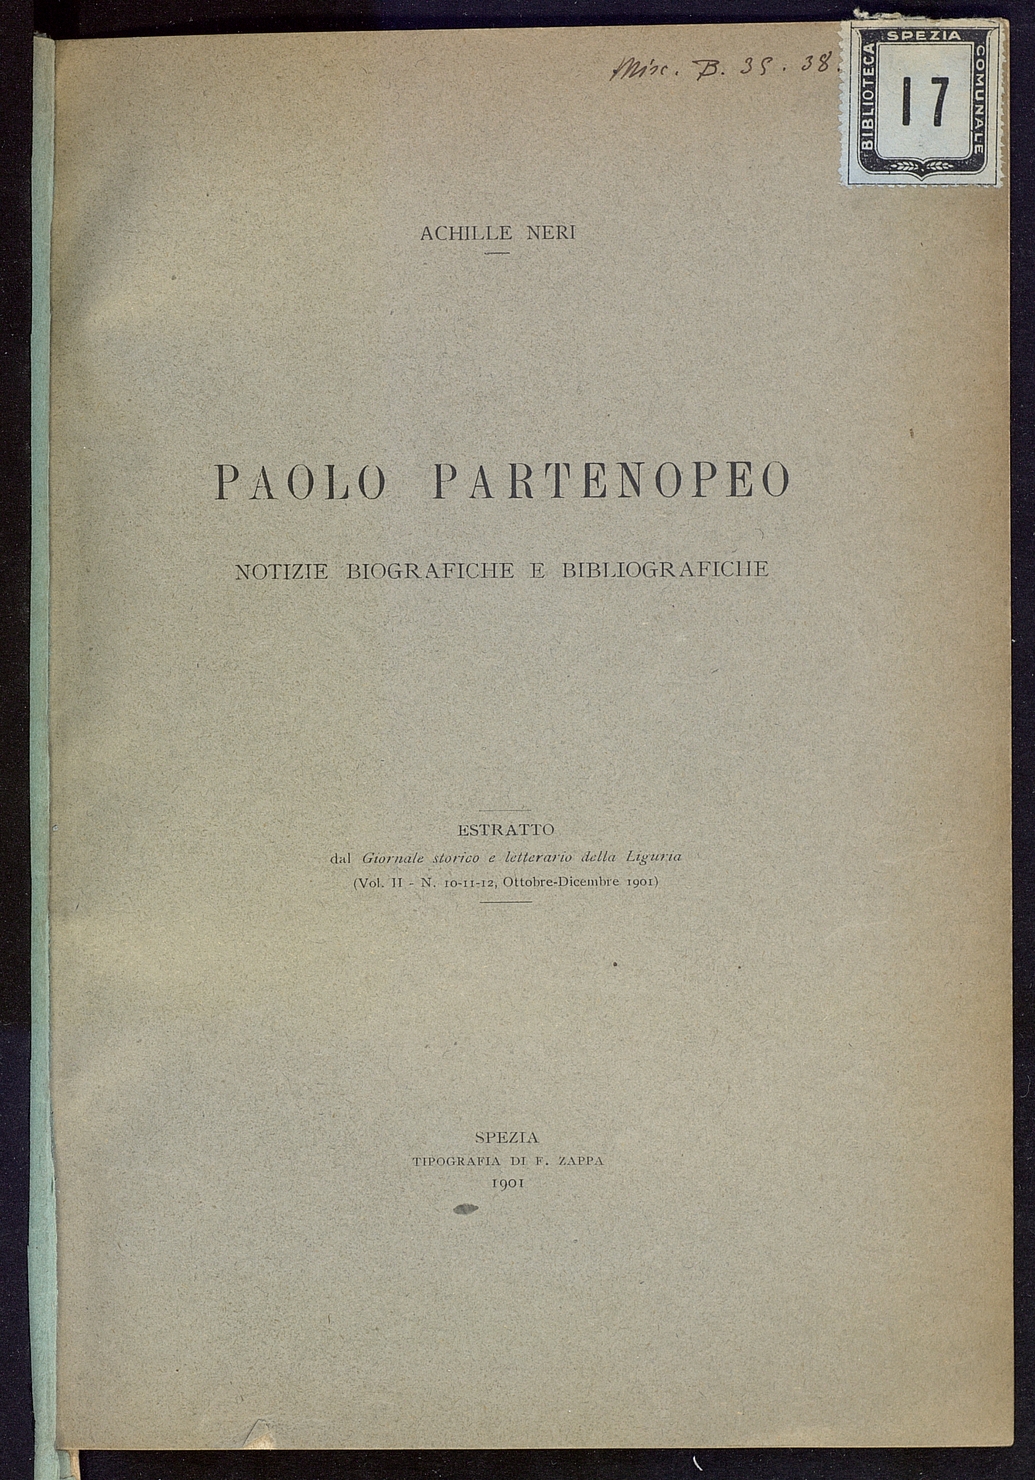 Misc. B. 35. 38.
BIBLIOTECA SPEZIA COMUNALE
17
ACHILLE NERI
PAOLO PARTENOPEO
NOTIZIE BIOGRAFICHE E BIBLIOGRAFICHE
ESTRATTO
dal Giornale storico e letterario della Liguria
(Vol. II - N. 10-11-12, Ottobre-Dicembre 1901)
SPEZIA
TIPOGRAFIA DI F. ZAPPA
1901